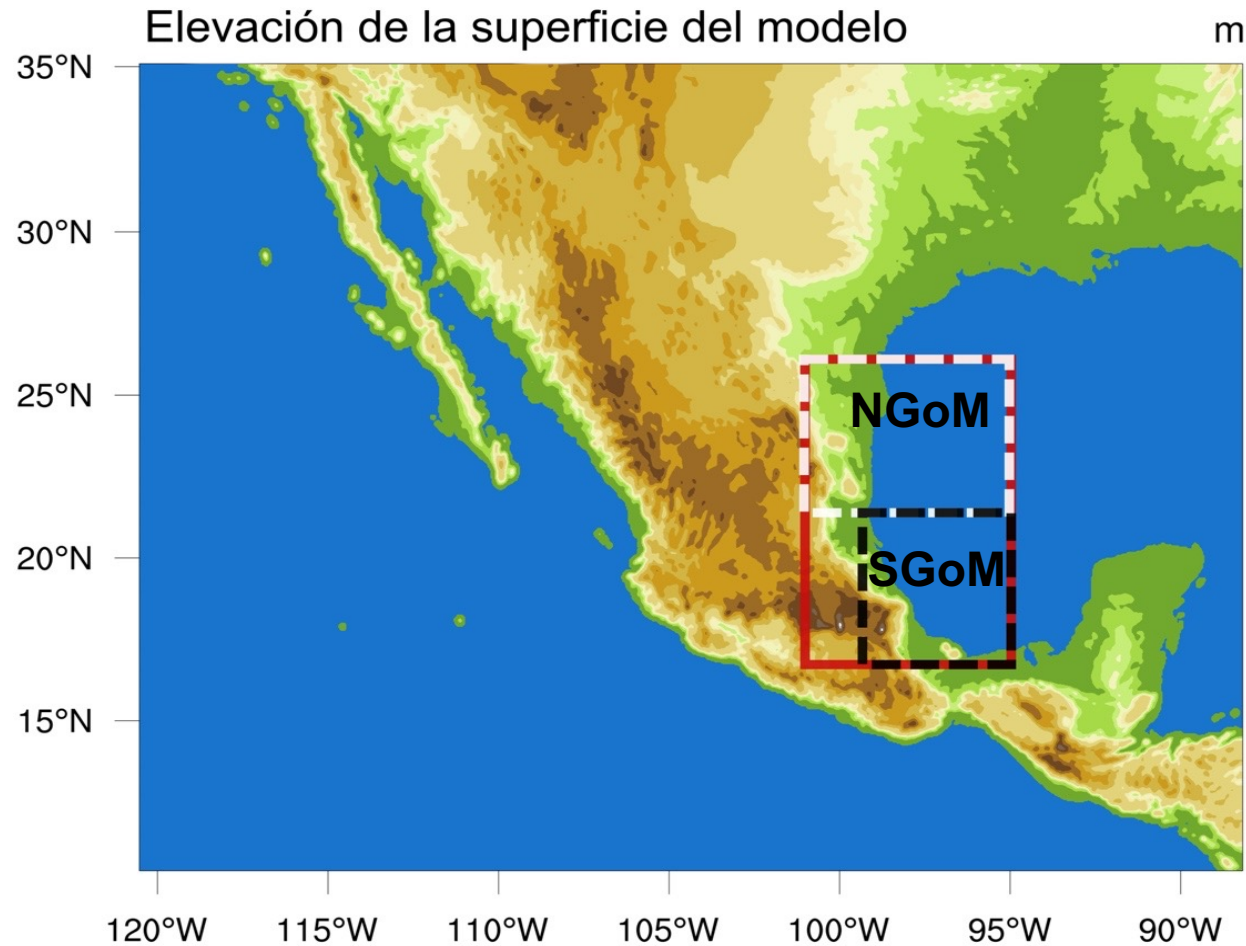 Elevación de la superficie del modelo m
35°N
30°N
25°N
20°N
15°N
NGoM
SGoM
120°W 115°W 110°W 105°W 100°W 95°W 90°W